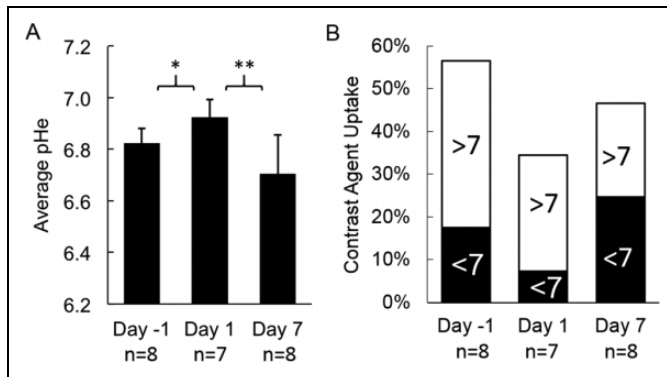 A
Average pHe
7.2
7.0
6.8
6.6
6.4
6.2
*
**
Day -1
n=8
Day 1
n=7
Day 7
n=8
B
Contrast Agent Uptake
60%
50%
40%
30%
20%
10%
0%
>7
<7
>7
<7
>7
<7
Day -1
n=8
Day 1
n=7
Day 7
n=8